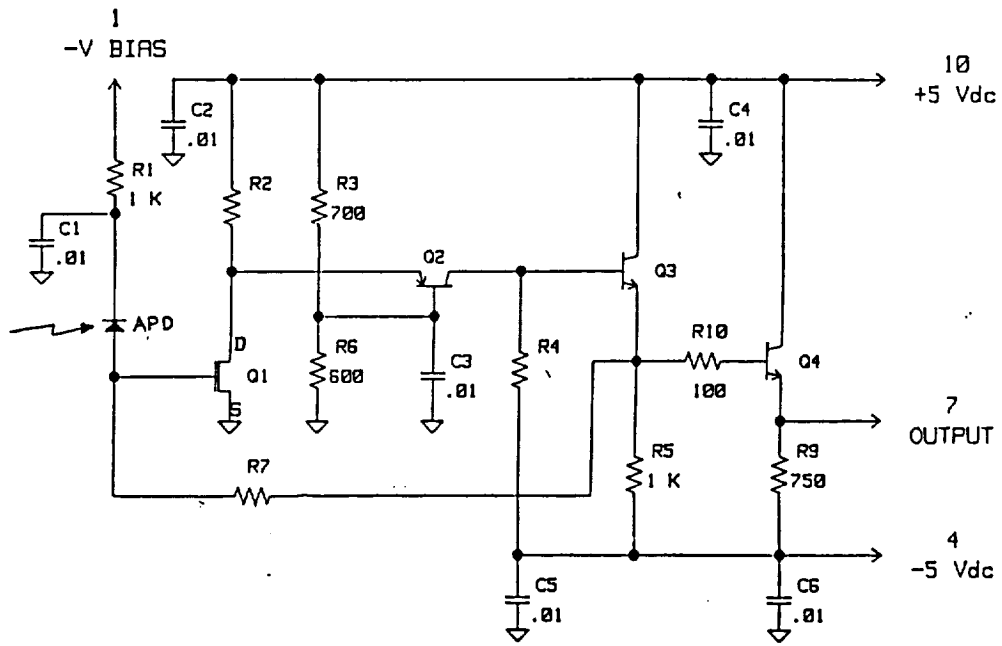 1
-V BIAS
10
+5 Vdc
C2
.01
C4
.01
R1
1 K
R2
R3
700
C1
.01
Q2
Q3
APD
D
Q1
S
R6
600
C3
.01
R4
R10
100
Q4
7
OUTPUT
R7
R5
1 K
R9
750
4
-5 Vdc
C5
.01
C6
.01